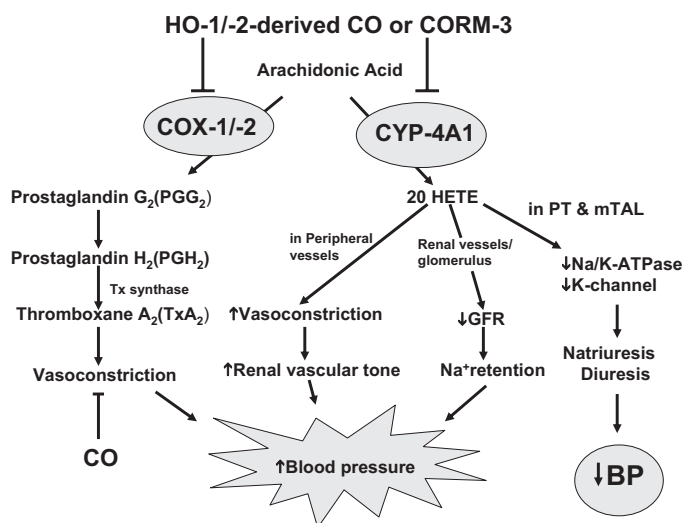 HO-1/-2-derived CO or CORM-3
Arachidonic Acid
COX-1/-2
CYP-4A1
Prostaglandin G₂(PGG₂)
20 HETE
in PT & mTAL
in Peripheral
vessels
Renal vessels/
glomerulus
Prostaglandin H₂(PGH₂)
↓Na/K-ATPase
↓K-channel
Tx synthase
Thromboxane A₂(TxA₂)
↑Vasoconstriction
↓GFR
Natriuresis
Diuresis
Vasoconstriction
↑Renal vascular tone
Na⁺retention
CO
↑Blood pressure
↓BP